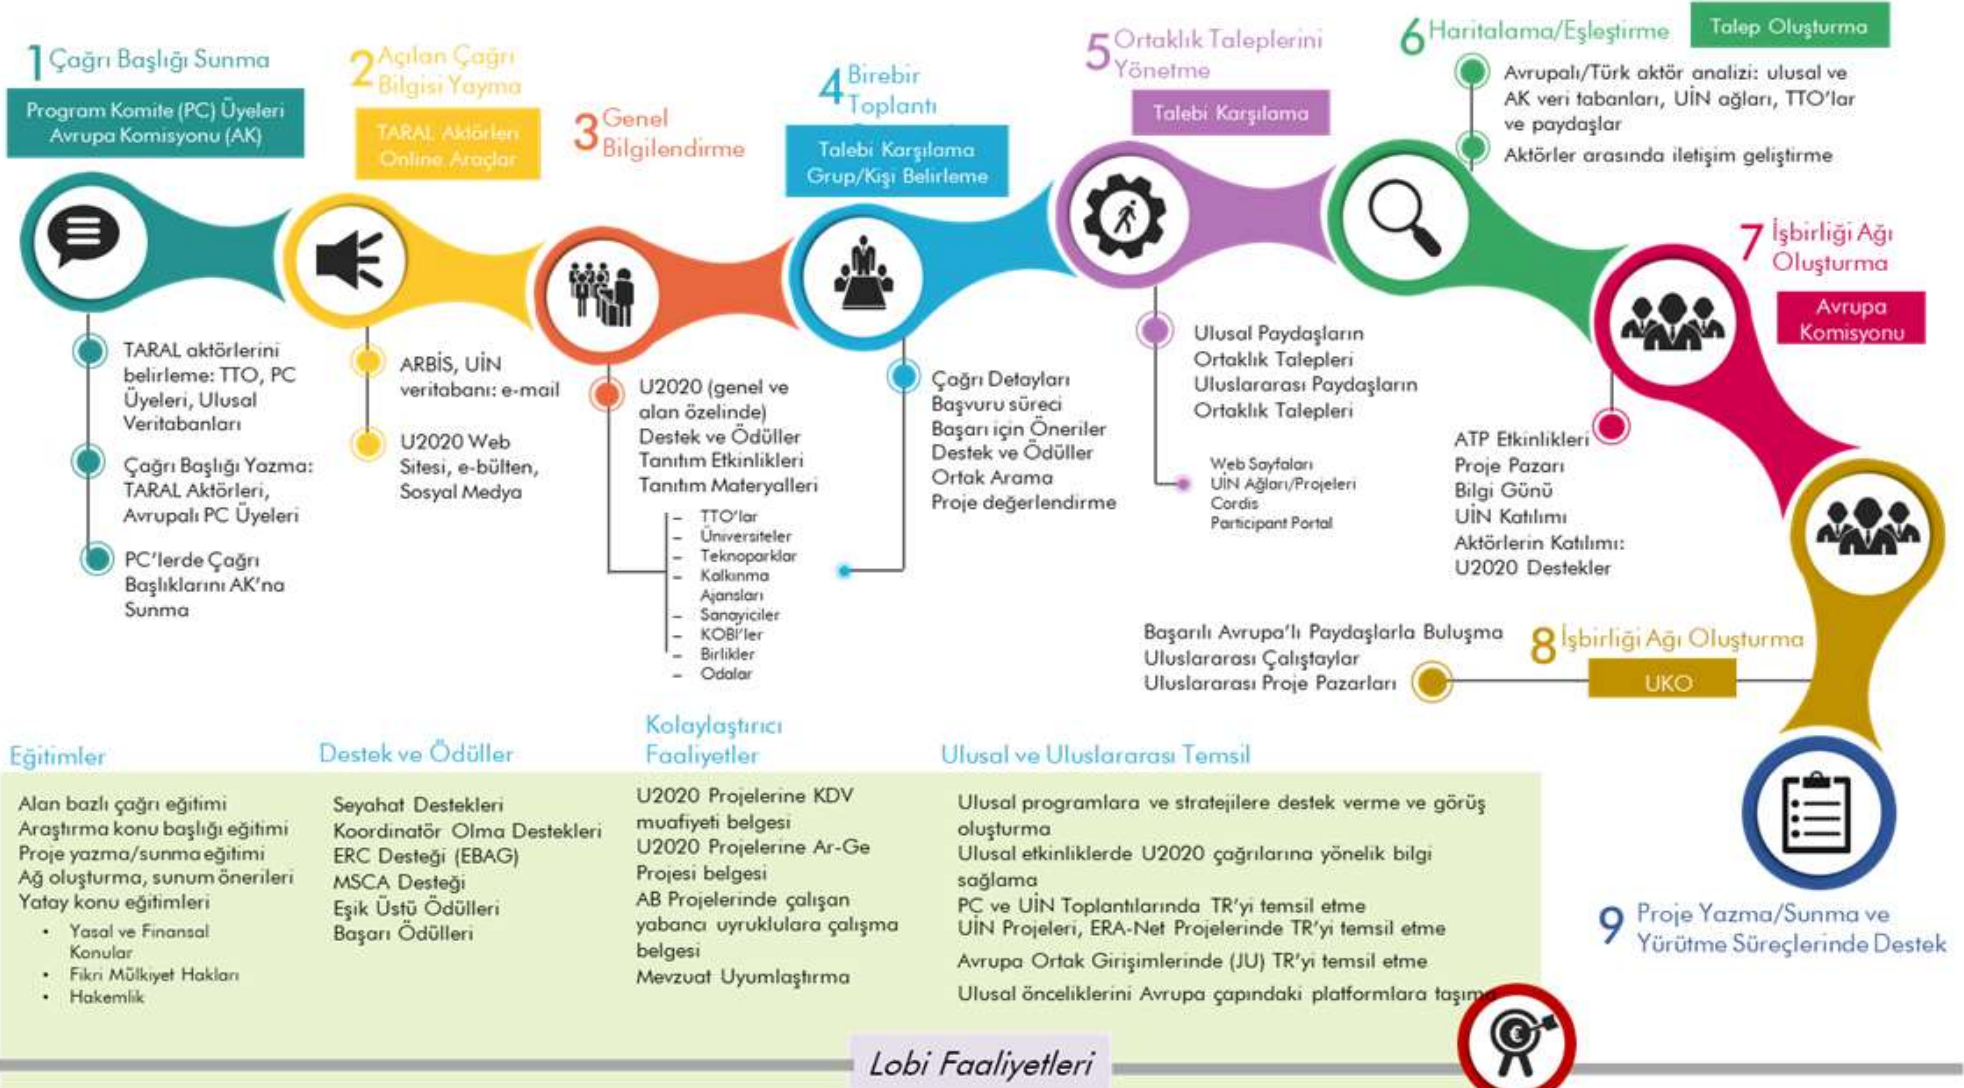 1 Çağrı Başlığı Sunma
Program Komite (PC) Üyeleri
Avrupa Komisyonu (AK)
TARAL aktörlerini
belirleme: TTO, PC
Üyeleri, Ulusal
Veritabanları
Çağrı Başlığı Yazma:
TARAL Aktörleri,
Avrupalı PC Üyeleri
PC'lerde Çağrı
Başlıklarını AK'na
Sunma
2 Açılan Çağrı
Bilgisi Yayma
TARAL Aktörleri
Online Araçlar
ARBİS, UİN
veritabanı: e-mail
U2020 Web
Sitesi, e-bülten,
Sosyal Medya
3 Genel
Bilgilendirme
U2020 (genel ve
alan özelinde)
Destek ve Ödüller
Tanıtım Etkinlikleri
Tanıtım Materyalleri
– TTO'lar
– Üniversiteler
– Teknoparklar
– Kalkınma
Ajansları
– Sanayiciler
– KOBİ'ler
– Birlikler
– Odalar
4 Birebir
Toplantı
Talebi Karşılama
Grup/Kişi Belirleme
Çağrı Detayları
Başvuru süreci
Başarı için Öneriler
Destek ve Ödüller
Ortak Arama
Proje değerlendirme
5 Ortaklık Taleplerini
Yönetme
Talebi Karşılama
Ulusal Paydaşların
Ortaklık Talepleri
Uluslararası Paydaşların
Ortaklık Talepleri
Web Sayfaları
UİN Ağları/Projeleri
Cordis
Participant Portal
6 Haritalama/Eşleştirme
Talep Oluşturma
Avrupalı/Türk aktör analizi: ulusal ve
AK veri tabanları, UİN ağları, TTO'lar
ve paydaşlar
Aktörler arasında iletişim geliştirme
7 İşbirliği Ağı
Oluşturma
Avrupa
Komisyonu
ATP Etkinlikleri
Proje Pazarı
Bilgi Günü
UİN Katılımı
Aktörlerin Katılımı:
U2020 Destekler
8 İşbirliği Ağı Oluşturma
UKO
Başarılı Avrupa'lı Paydaşlarla Buluşma
Uluslararası Çalıştaylar
Uluslararası Proje Pazarları
9 Proje Yazma/Sunma ve
Yürütme Süreçlerinde Destek
Eğitimler
Alan bazlı çağrı eğitimi
Araştırma konu başlığı eğitimi
Proje yazma/sunma eğitimi
Ağ oluşturma, sunum önerileri
Yatay konu eğitimleri
• Yasal ve Finansal
Konular
• Fikri Mülkiyet Hakları
• Hakemlik
Destek ve Ödüller
Seyahat Destekleri
Koordinatör Olma Destekleri
ERC Desteği (EBAG)
MSCA Desteği
Eşik Üstü Ödülleri
Başarı Ödülleri
Kolaylaştırıcı
Faaliyetler
U2020 Projelerine KDV
muafiyeti belgesi
U2020 Projelerine Ar-Ge
Projesi belgesi
AB Projelerinde çalışan
yabancı uyruklulara çalışma
belgesi
Mevzuat Uyumlaştırma
Ulusal ve Uluslararası Temsil
Ulusal programlara ve stratejilere destek verme ve görüş
oluşturma
Ulusal etkinliklerde U2020 çağrılarına yönelik bilgi
sağlama
PC ve UİN Toplantılarında TR'yi temsil etme
UİN Projeleri, ERA-Net Projelerinde TR'yi temsil etme
Avrupa Ortak Girişimlerinde (JU) TR'yi temsil etme
Ulusal önceliklerini Avrupa çapındaki platformlara taşıma
Lobi Faaliyetleri
€